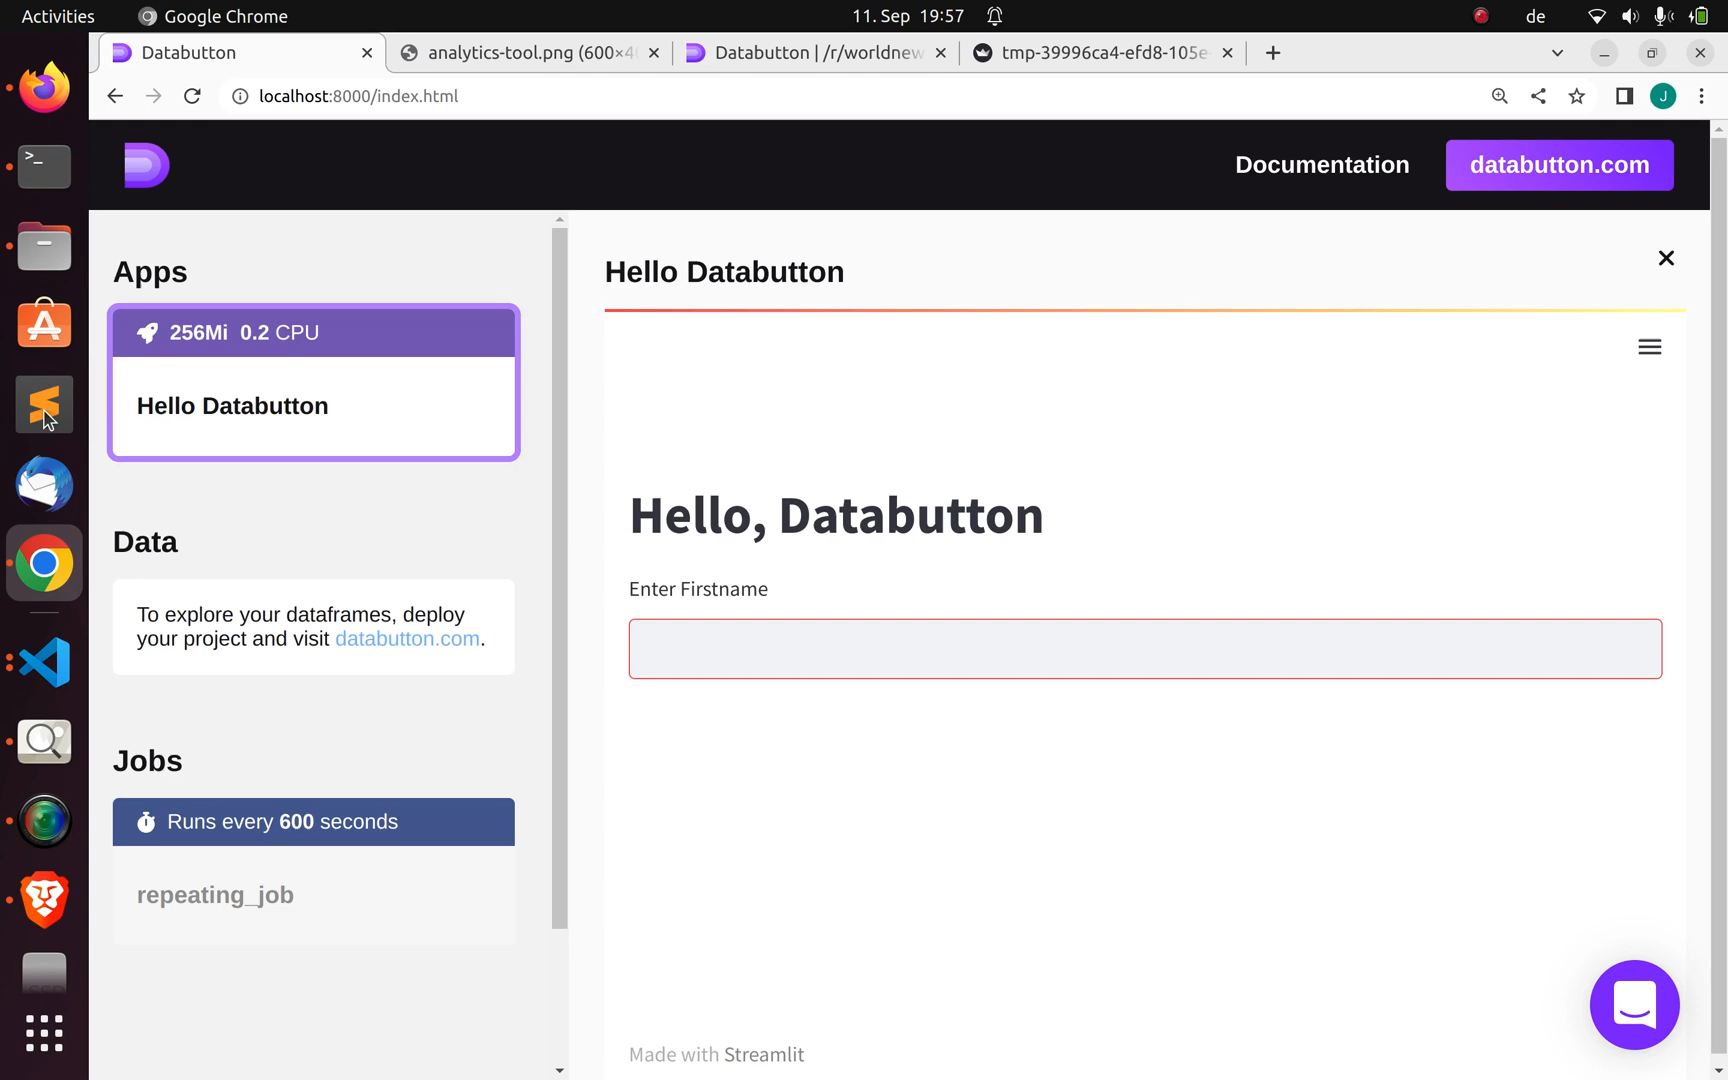 Activities
Google Chrome
11. Sep 19:57
de
Databutton
analytics-tool.png (600×4
Databutton | /r/worldnew
tmp-39996ca4-efd8-105e-
localhost:8000/index.html
J
Documentation
databutton.com
Apps
256Mi 0.2 CPU
Hello Databutton
Data
To explore your dataframes, deploy
your project and visit databutton.com.
Jobs
Runs every 600 seconds
repeating_job
Hello Databutton
Hello, Databutton
Enter Firstname
Made with Streamlit